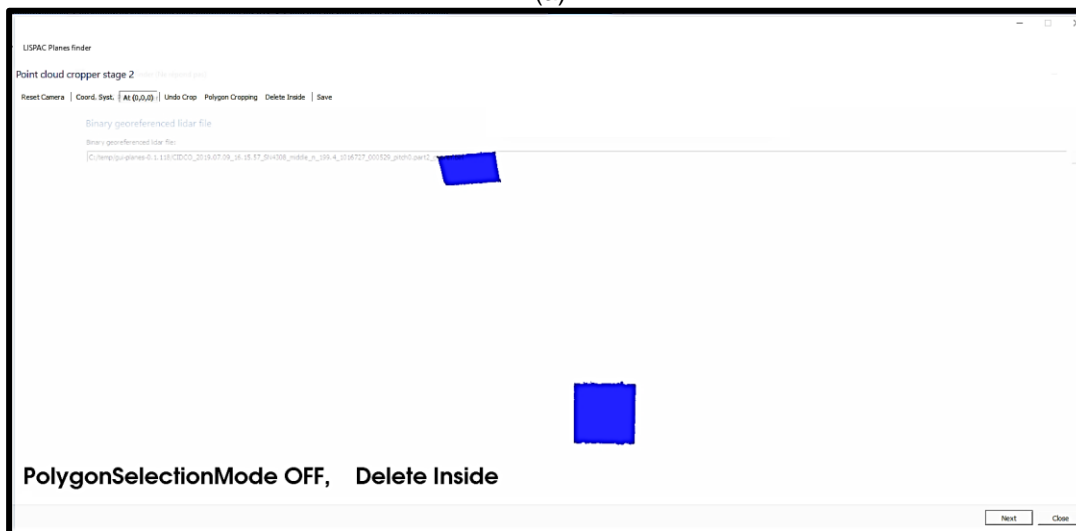 LISPAC Planes finder
Point cloud cropper stage 2
Reset Camera | Coord. Syst. | At (0,0,0) | Undo Crop Polygon Cropping Delete Inside | Save
Binary georeferenced lidar file
Binary georeferenced lidar file:
PolygonSelectionMode OFF, Delete Inside
Next Close